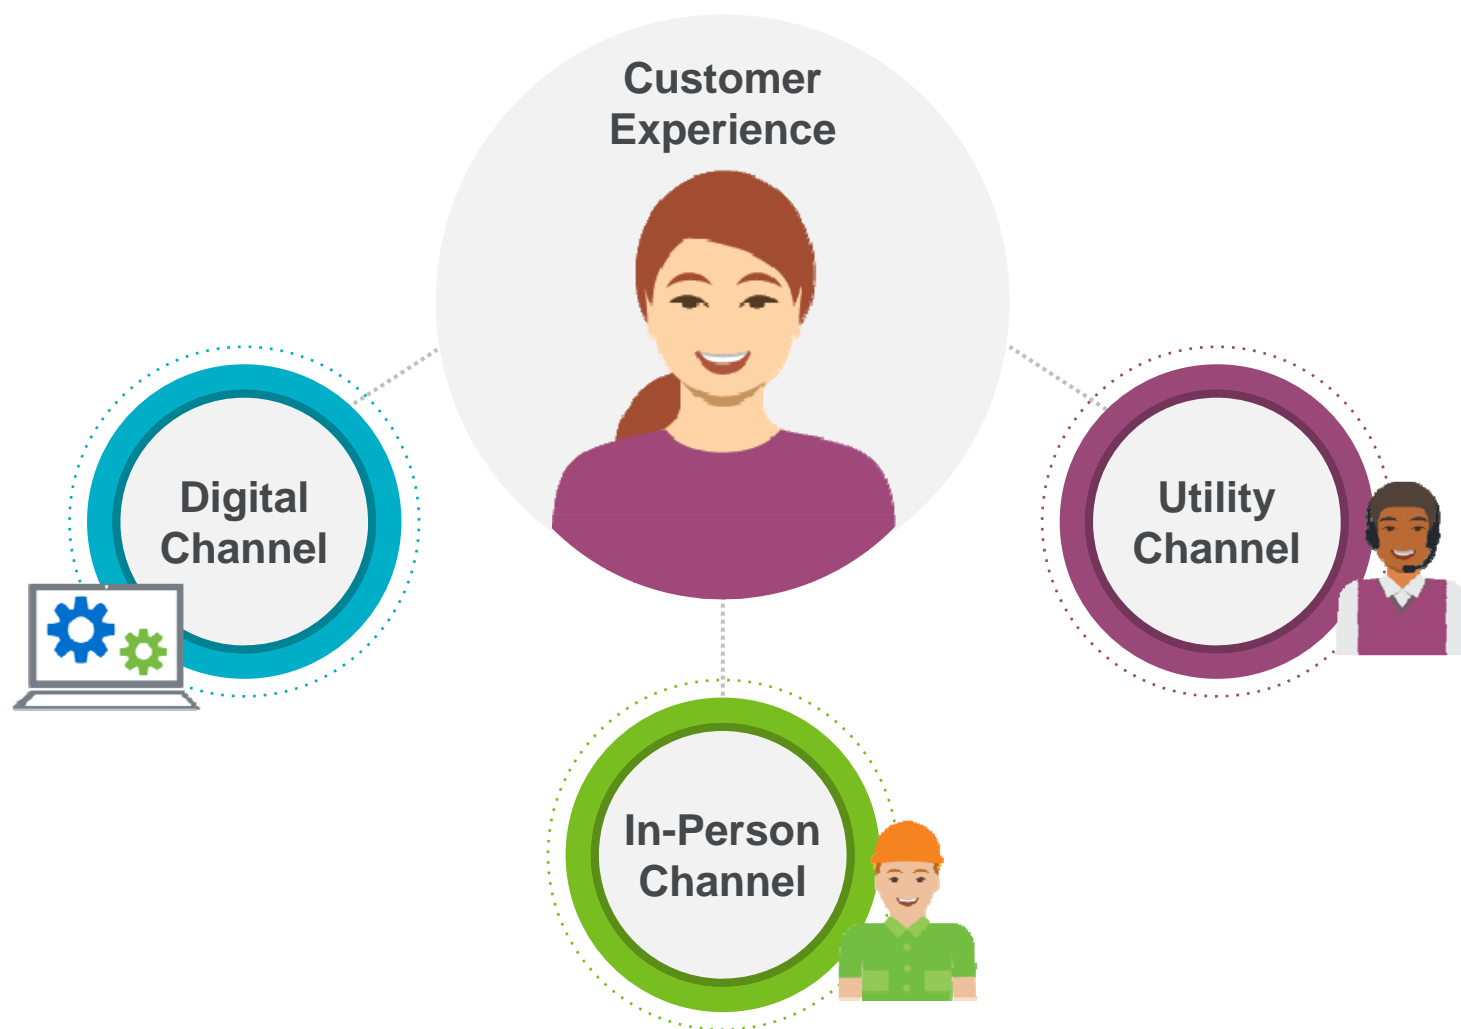 Customer
Experience
Digital
Channel
Utility
Channel
In-Person
Channel